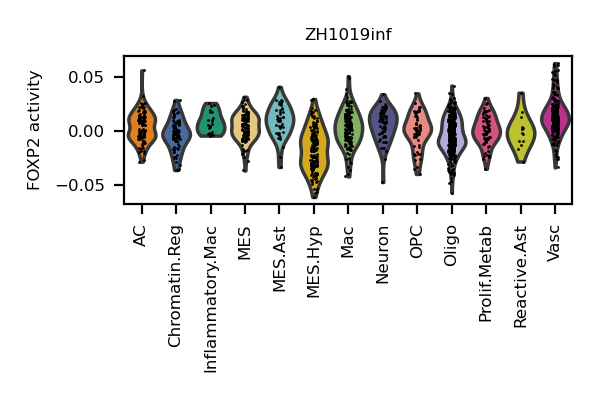 ZH1019inf
FOXP2 activity
0.05
0.00
−0.05
AC
Chromatin.Reg
Inflammatory.Mac
MES
MES.Ast
MES.Hyp
Mac
Neuron
OPC
Oligo
Prolif.Metab
Reactive.Ast
Vasc